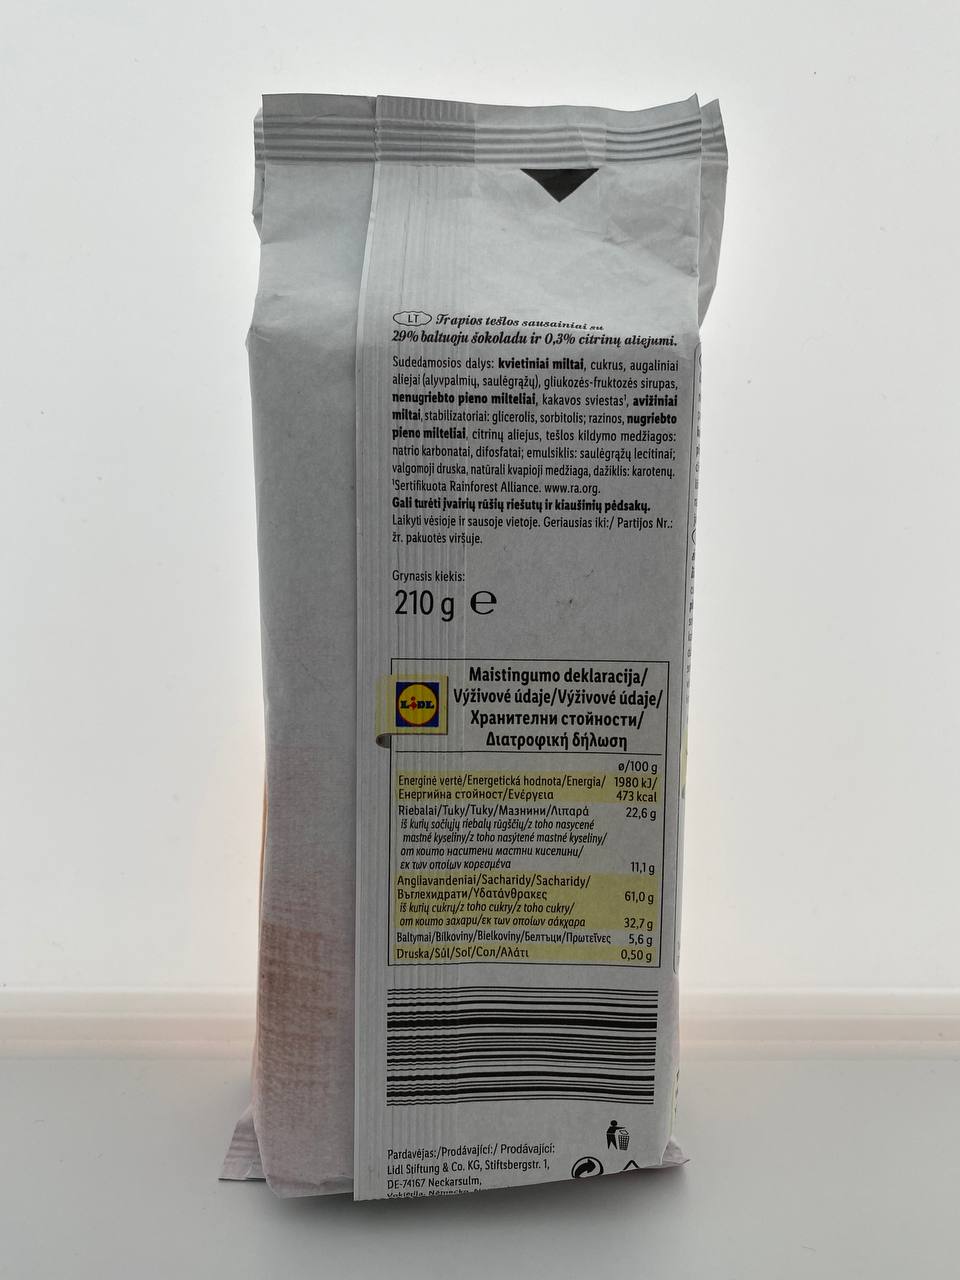 LT Trapios tešlos sausainiai su
29% baltuoju šokoladu ir 0,3% citrinų aliejumi.
Sudedamosios dalys: kvietiniai miltai, cukrus, augaliniai
aliejai (alyvpalmių, saulėgrąžų), gliukozės-fruktozės sirupas,
nenugriebto pieno milteliai, kakavos sviestas¹, avižiniai
miltai, stabilizatoriai: glicerolis, sorbitolis; razinos, nugriebto
pieno milteliai, citrinų aliejus, tešlos kildymo medžiagos:
natrio karbonatai, difosfatai; emulsiklis: saulėgrąžų lecitinai;
valgomoji druska, natūrali kvapioji medžiaga, dažiklis: karotenų.
¹Sertifikuota Rainforest Alliance. www.ra.org.
Gali turėti įvairių rūšių riešutų ir kiaušinių pėdsakų.
Laikyti vėsioje ir sausoje vietoje. Geriausias iki:/ Partijos Nr.:
žr. pakuotės viršuje.
Grynasis kiekis:
210 g e
LIDL
Maistingumo deklaracija/
Výživové údaje/Výživové údaje/
Хранителни стойности/
Διατροφική δήλωση
ø/100 g
Energinė vertė/Energetická hodnota/Energia/ 1980 kJ/
Енергийна стойност/Ενέργεια 473 kcal
Riebalai/Tuky/Tuky/Мазнини/Λιπαρά 22,6 g
iš kurių sočiųjų riebalų rūgščių/z toho nasycené
mastné kyseliny/z toho nasýtené mastné kyseliny/
от които наситени мастни киселини/
εκ των οποίων κορεσμένα 11,1 g
Angliavandeniai/Sacharidy/Sacharidy/
Въглехидрати/Υδατάνθρακες 61,0 g
iš kurių cukrų/z toho cukry/z toho cukry/
от които захари/εκ των οποίων σάκχαρα 32,7 g
Baltymai/Bílkoviny/Bielkoviny/Белтъци/Πρωτεΐνες 5,6 g
Druska/Sůl/Soľ/Сол/Αλάτι 0,50 g
Pardavėjas:/Prodávající:/ Prodávající:
Lidl Stiftung & Co. KG, Stiftsbergstr. 1,
DE-74167 Neckarsulm,